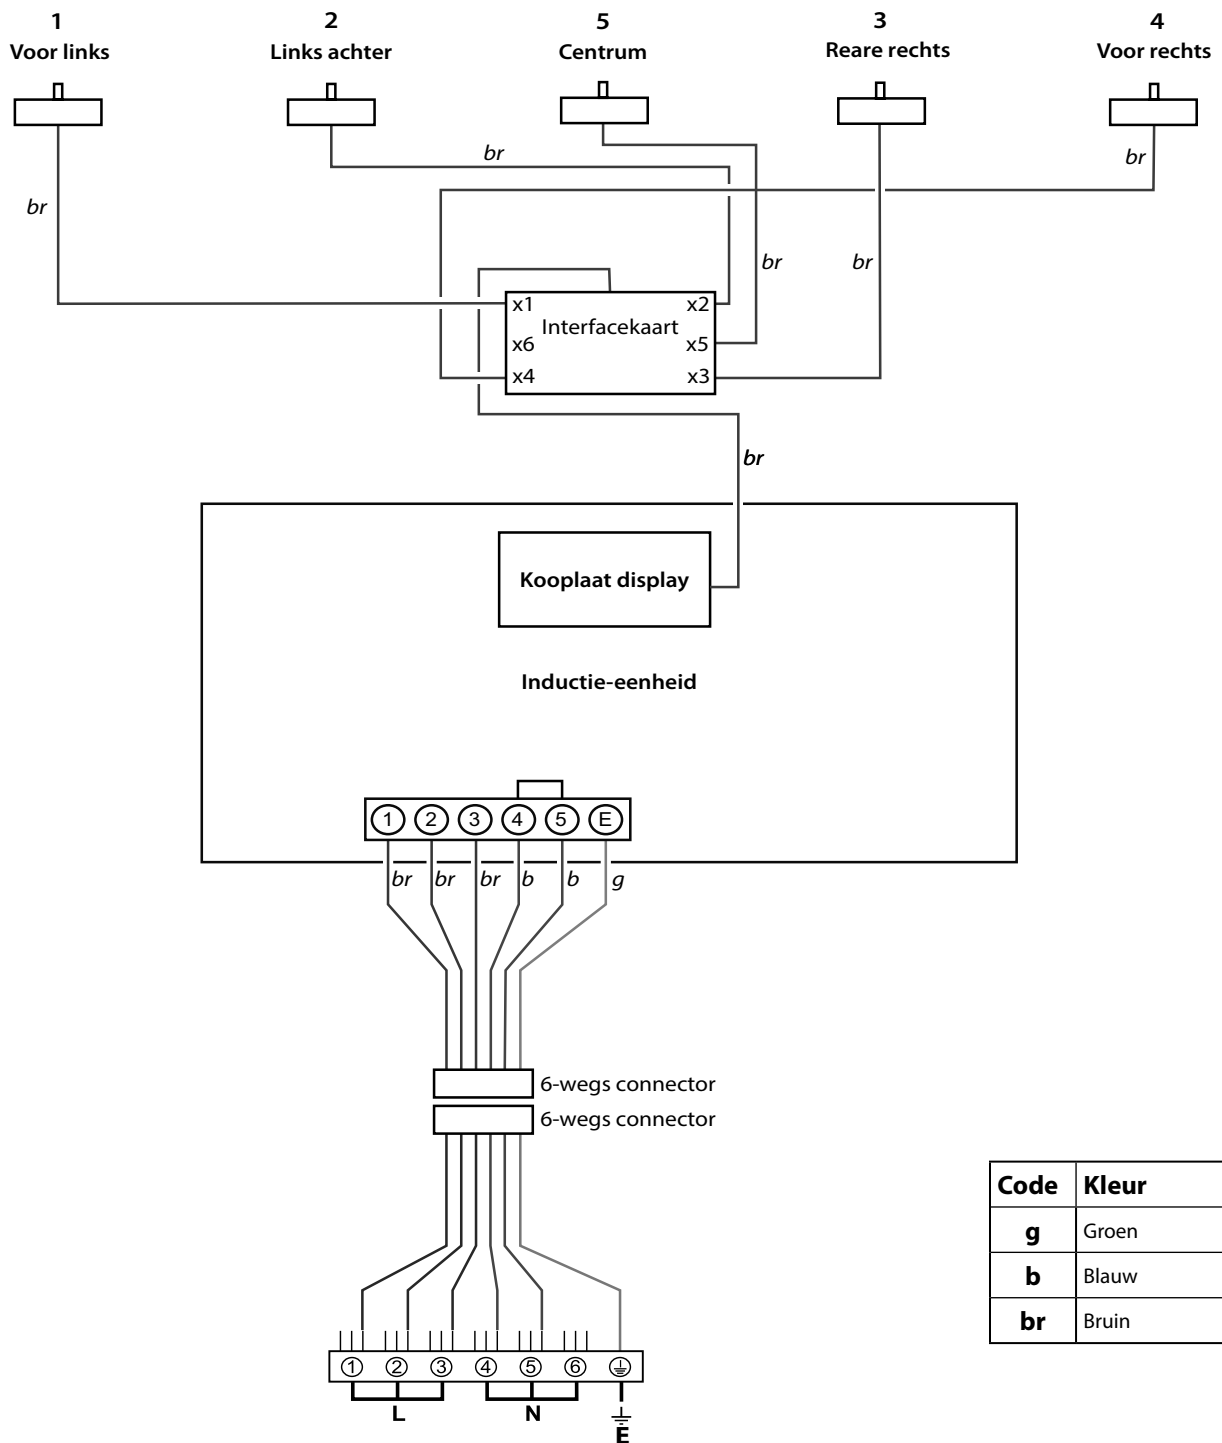 1 2 5 3 4
Voor links Links achter Centrum Reare rechts Voor rechts
br br
br
br br
x1 x2
Interfacekaart
x6 x5
x4 x3
br
Kooplaat display
Inductie-eenheid
1 2 3 4 5 E
br br br b b g
6-wegs connector
6-wegs connector
Code Kleur
g Groen
b Blauw
br Bruin
1 2 3 4 5 6
L N
E